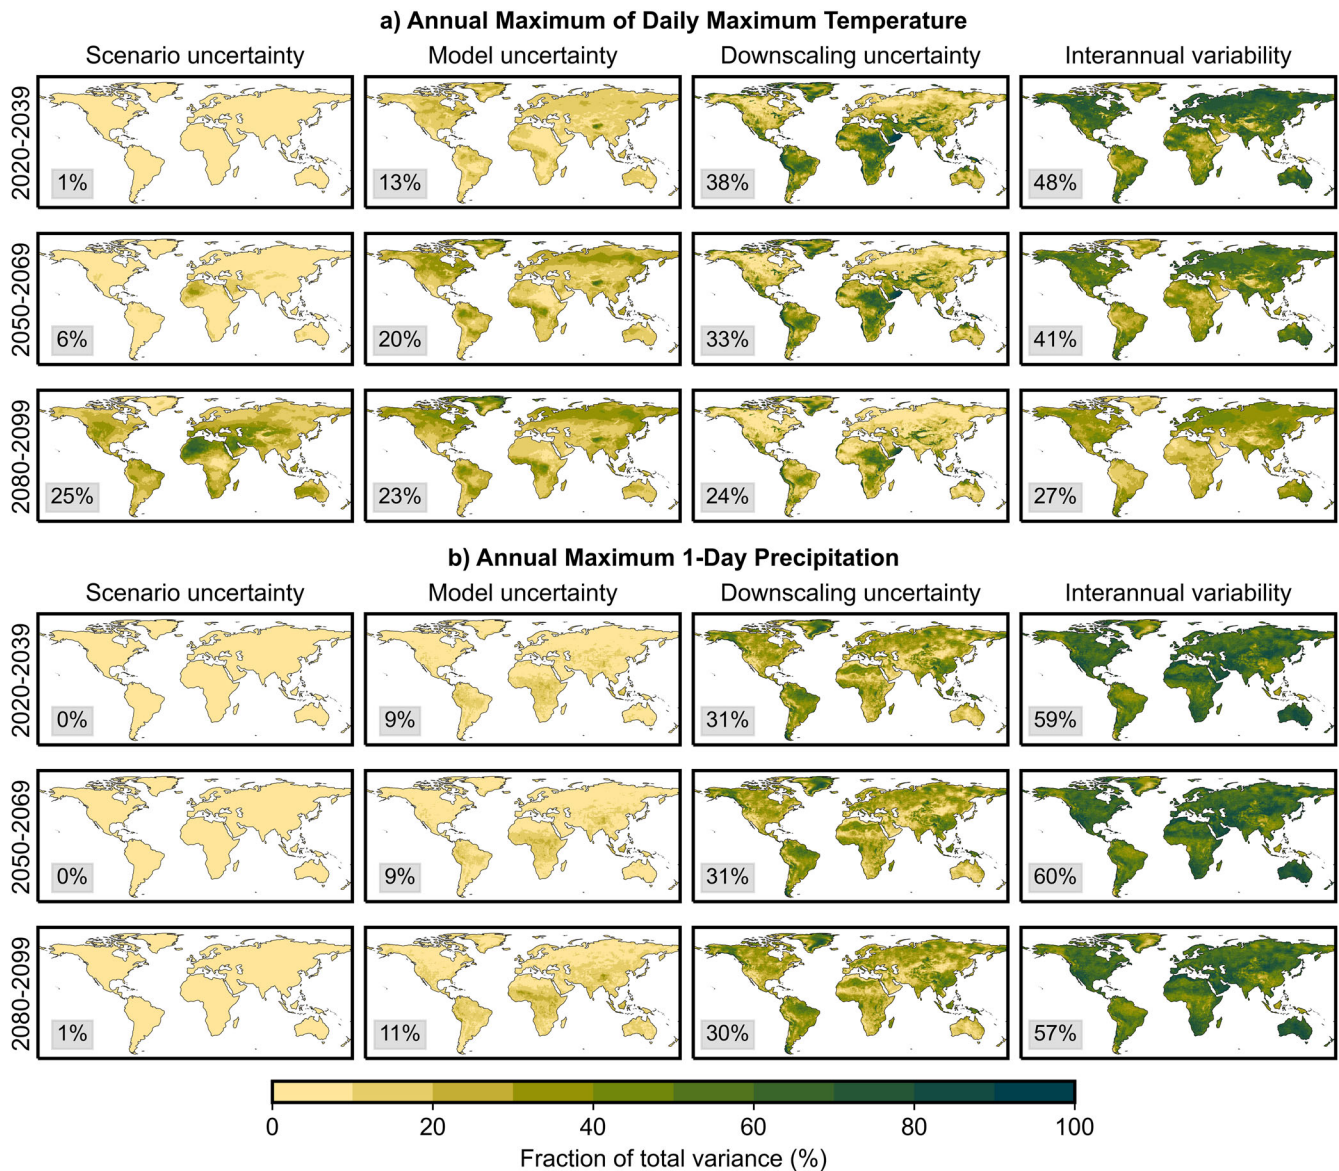 a) Annual Maximum of Daily Maximum Temperature
Scenario uncertainty Model uncertainty Downscaling uncertainty Interannual variability
2020-2039
1% 13% 38% 48%
2050-2069
6% 20% 33% 41%
2080-2099
25% 23% 24% 27%
b) Annual Maximum 1-Day Precipitation
Scenario uncertainty Model uncertainty Downscaling uncertainty Interannual variability
2020-2039
0% 9% 31% 59%
2050-2069
0% 9% 31% 60%
2080-2099
1% 11% 30% 57%
0 20 40 60 80 100
Fraction of total variance (%)